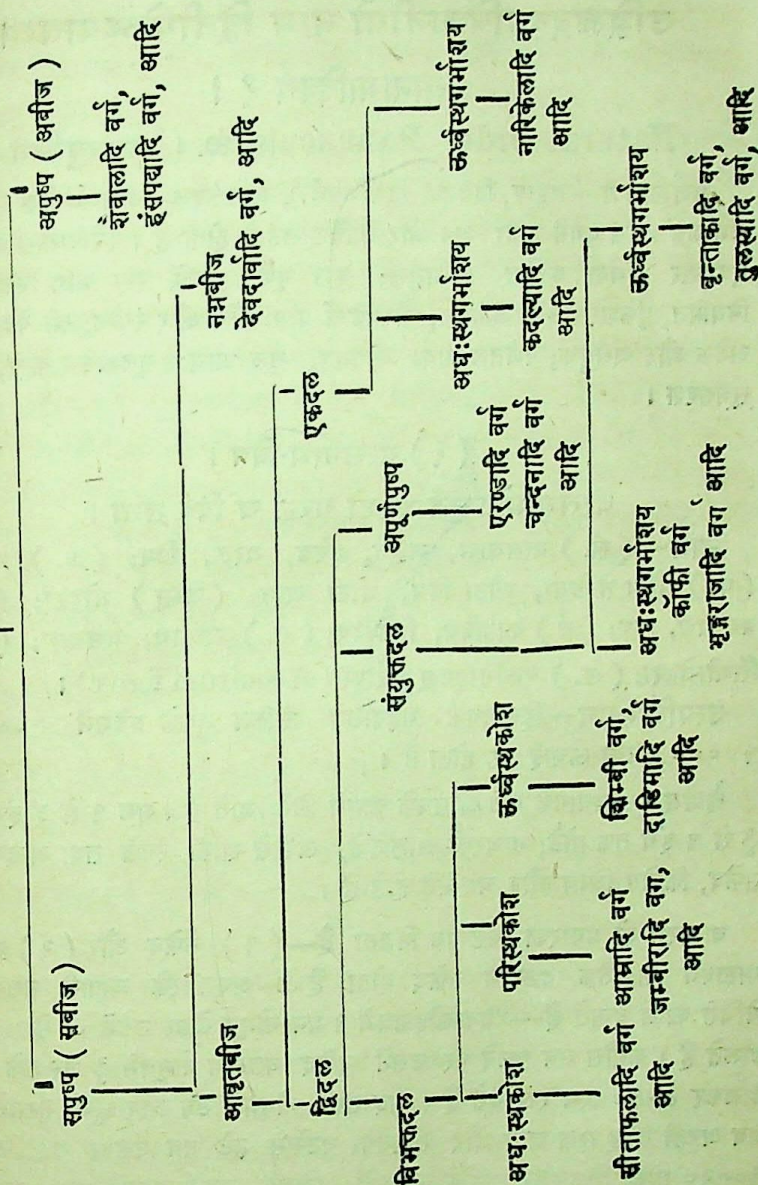 सपुष्प ( सबीज )
अपुष्प ( अबीज )
शैवालादि वर्ग,
हंसपद्यादि वर्ग, आदि
आवृतबीज
नग्नबीज
देवदार्वादि वर्ग, आदि
द्विदल
एकदल
विभक्तदल
संयुक्तदल
अपूर्णपुष्प
एरण्डादि वर्ग
चन्दनादि वर्ग
आदि
अधःस्थगर्भाशय
कदल्यादि वर्ग
आदि
ऊर्ध्वस्थगर्भाशय
नारिकेलादि वर्ग
आदि
अधःस्थकोश
सीताफलादि वर्ग
आदि
परिस्थकोश
आम्रादि वर्ग
जम्बीरादि वर्ग,
आदि
ऊर्ध्वस्थकोश
शिम्बी वर्ग,
दाडिमादि वर्ग
आदि
अधःस्थगर्भाशय
कॉफी वर्ग
भृङ्गराजादि वर्ग आदि
ऊर्ध्वस्थगर्भाशय
वृन्ताकादि वर्ग,
तुलस्यादि वर्ग, आदि